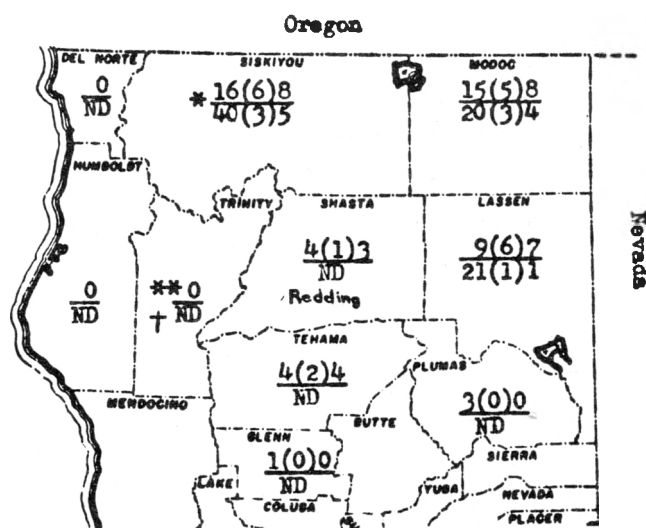 Oregon
DEL NORTE
SISKIYOU
MODOC
0
ND
*16(6)8
40(3)5
15(5)8
20(3)4
HUMBOLDT
TRINITY
SHASTA
LASSEN
Nevada
0
ND
**0
† ND
4(1)3
ND
Redding
9(6)7
21(1)1
TEHAMA
4(2)4
ND
PLUMAS
3(0)0
ND
MENDOCINO
BUTTE
GLENN
1(0)0
ND
SIERRA
LAKE
COLUSA
YUBA
NEVADA
PLACER